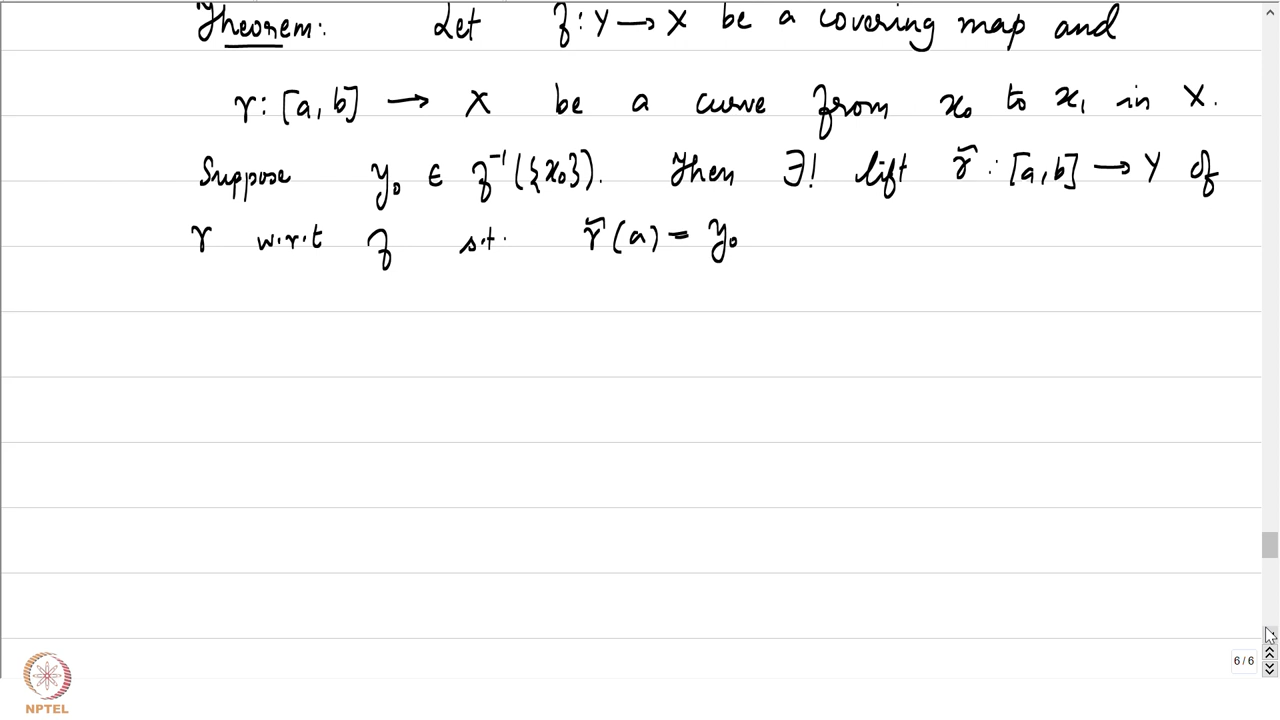 Theorem: Let f : Y → X be a covering map and
γ : [a, b] → X be a curve from x₀ to x₁ in X.
Suppose y₀ ∈ f⁻¹({x₀}). Then ∃! lift γ̃ : [a, b] → Y of
γ w.r.t f s.t. γ̃(a) = y₀
6 / 6
NPTEL